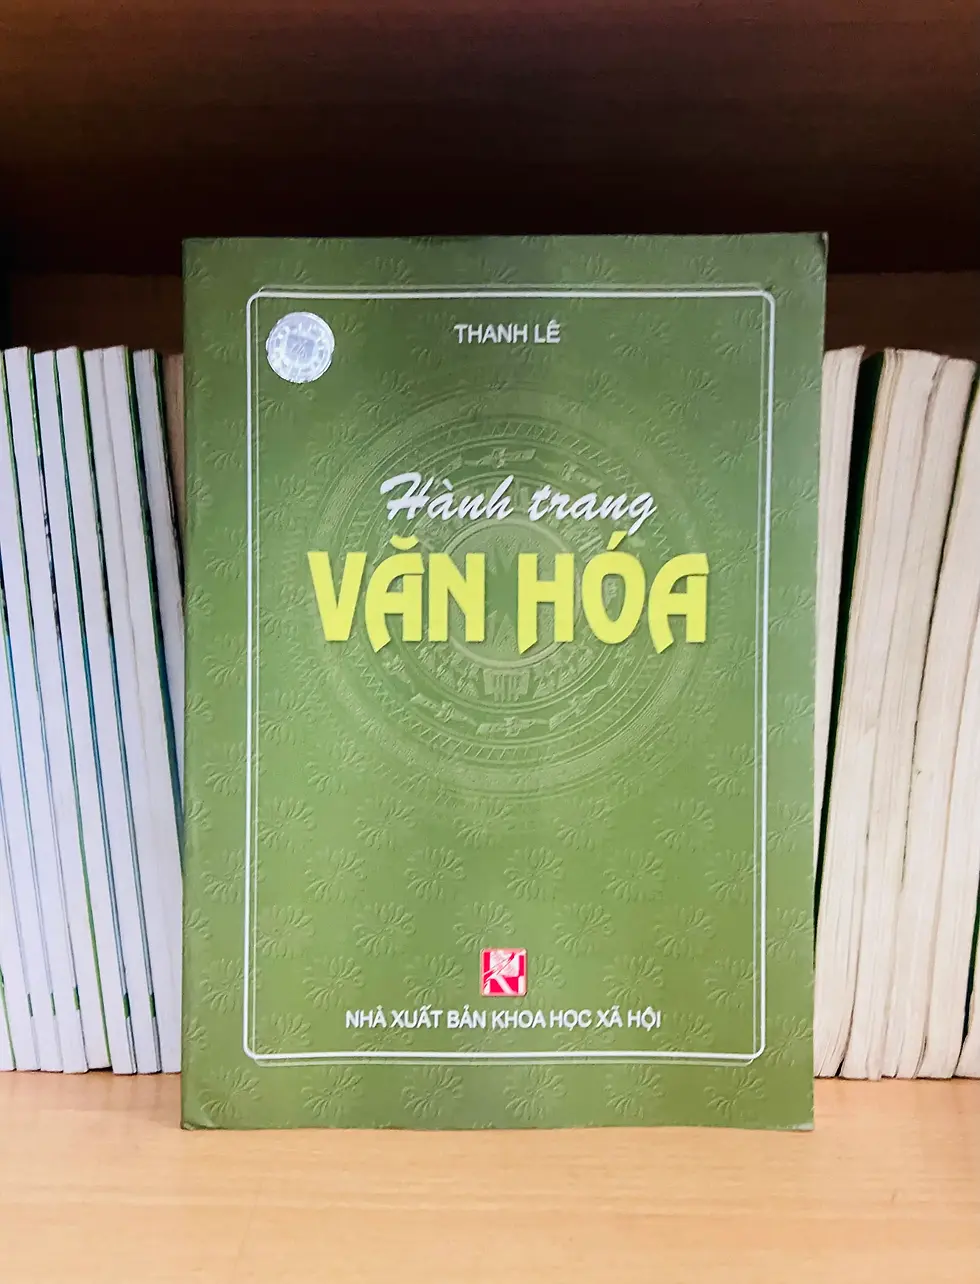 THANH LÊ
Hành trang
VĂN HÓA
NHÀ XUẤT BẢN KHOA HỌC XÃ HỘI